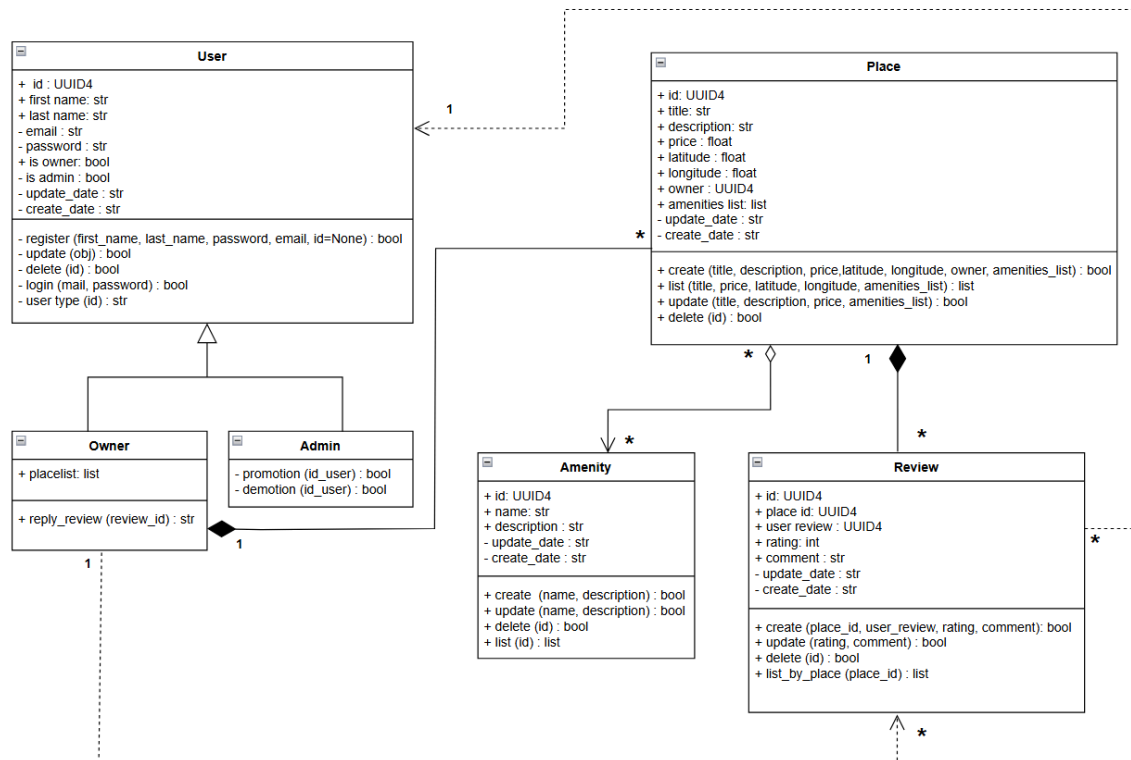 User
+ id : UUID4
+ first name: str
+ last name: str
- email : str
- password : str
+ is owner: bool
- is admin : bool
- update_date : str
- create_date : str
- register (first_name, last_name, password, email, id=None) : bool
- update (obj) : bool
- delete (id) : bool
- login (mail, password) : bool
- user type (id) : str
1
Place
+ id: UUID4
+ title: str
+ description: str
+ price : float
+ latitude : float
+ longitude : float
+ owner : UUID4
+ amenities list: list
- update_date : str
- create_date : str
+ create (title, description, price,latitude, longitude, owner, amenities_list) : bool
+ list (title, price, latitude, longitude, amenities_list) : list
+ update (title, description, price, amenities_list) : bool
+ delete (id) : bool
*
*
1
Owner
+ placelist: list
+ reply_review (review_id) : str
1
1
Admin
- promotion (id_user) : bool
- demotion (id_user) : bool
*
Amenity
+ id: UUID4
+ name: str
+ description : str
- update_date : str
- create_date : str
+ create  (name, description) : bool
+ update (name, description) : bool
+ delete (id) : bool
+ list (id) : list
*
Review
+ id: UUID4
+ place id: UUID4
+ user review : UUID4
+ rating: int
+ comment : str
- update_date : str
- create_date : str
+ create (place_id, user_review, rating, comment): bool
+ update (rating, comment) : bool
+ delete (id) : bool
+ list_by_place (place_id) : list
*
*